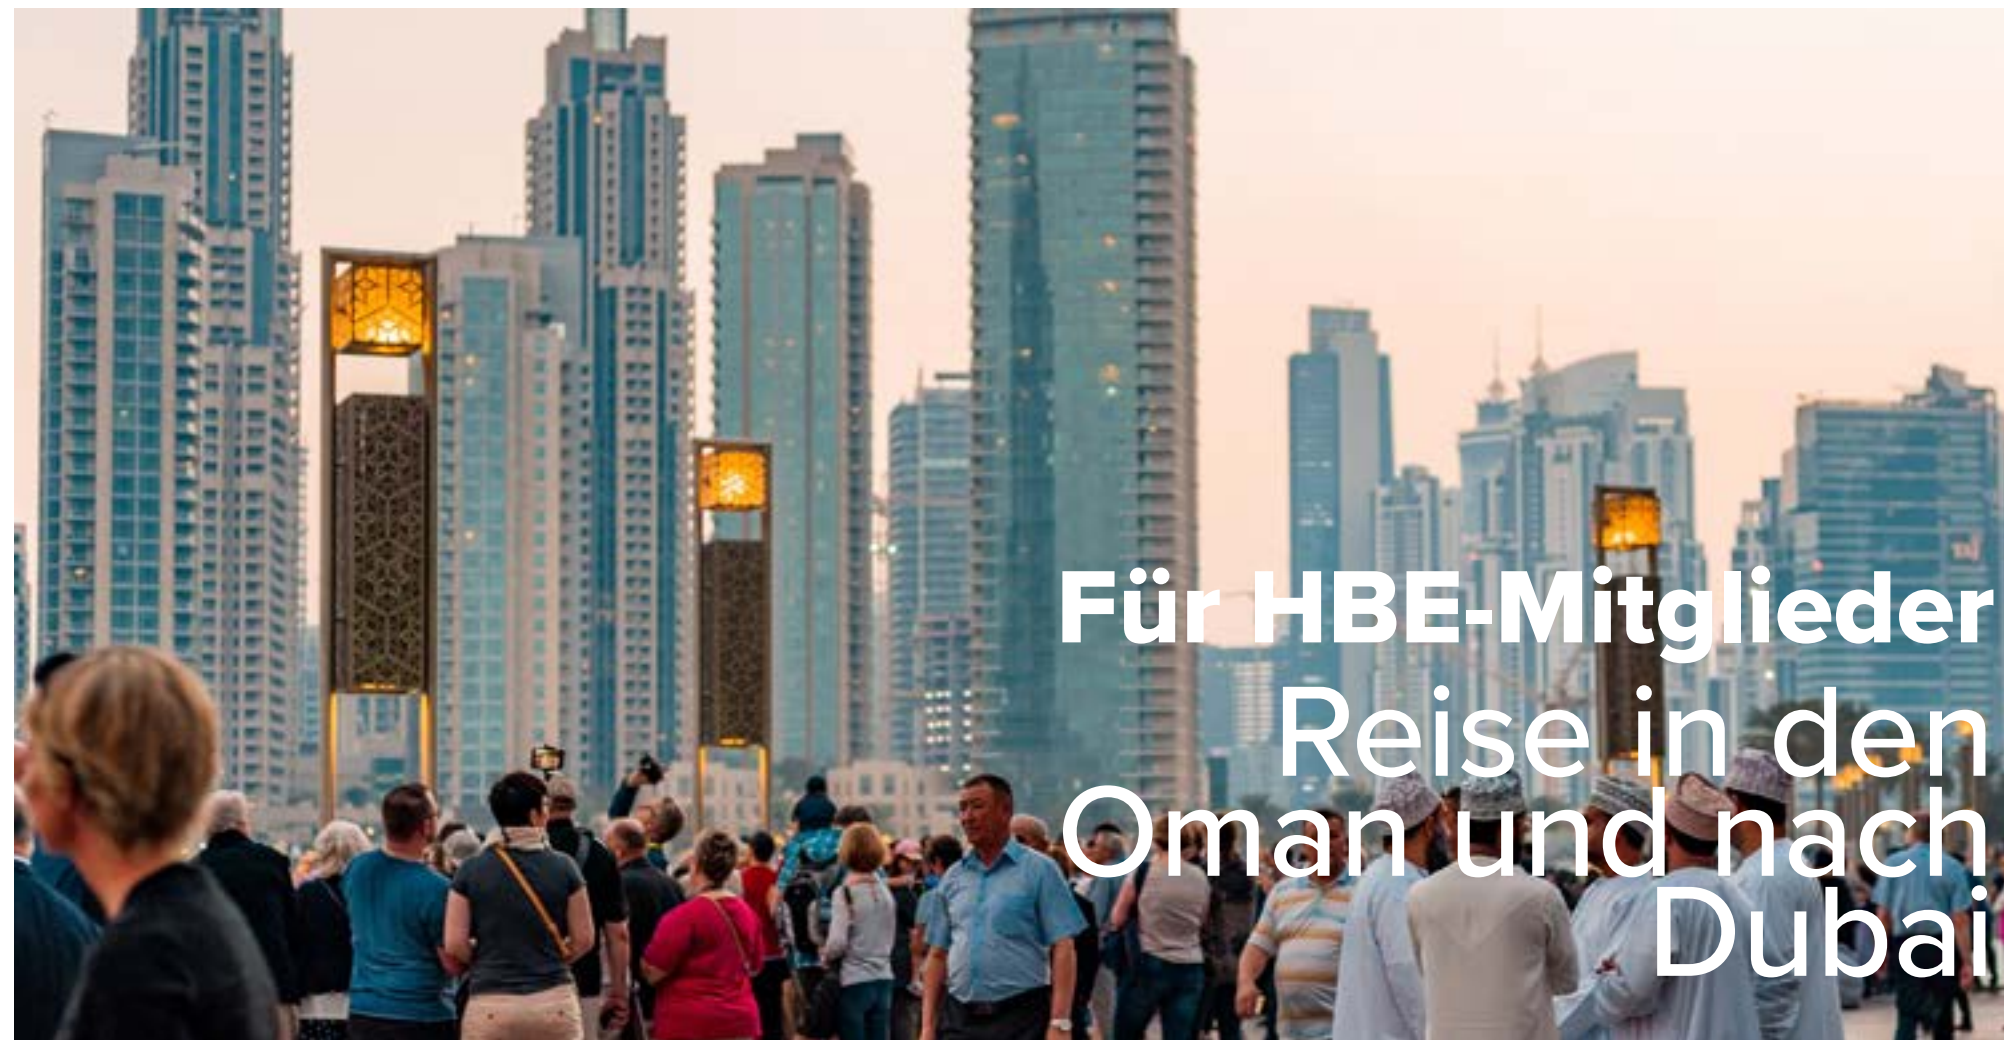 Für HBE-Mitglieder
Reise in den
Oman und nach
Dubai